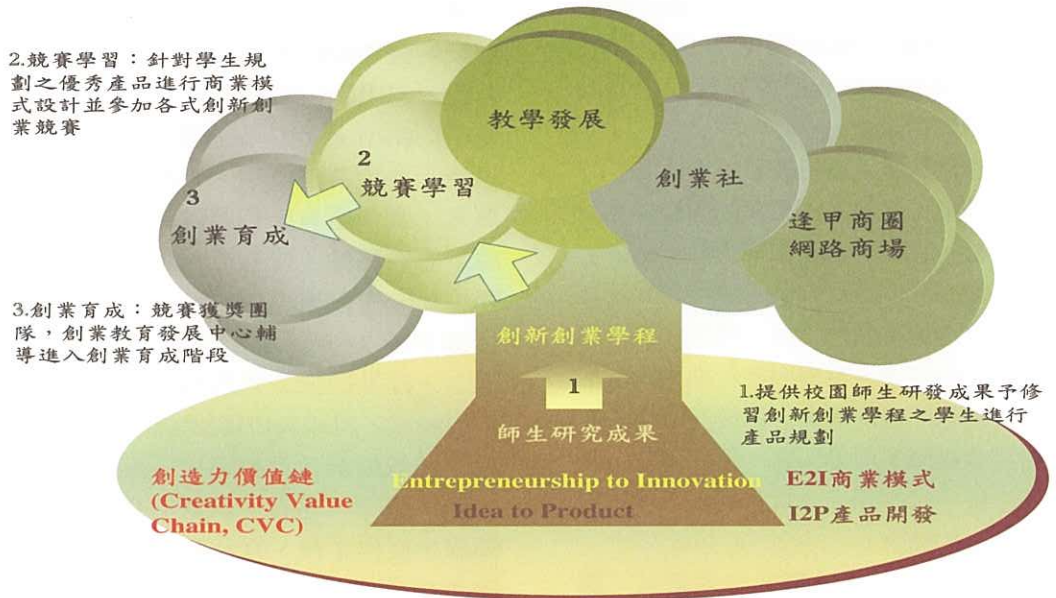 2.競賽學習：針對學生規
劃之優秀產品進行商業模
式設計並參加各式創新創
業競賽
教學發展
2
競賽學習
創業社
3
創業育成
逢甲商圈
網路商場
3.創業育成：競賽獲獎團
隊，創業教育發展中心輔
導進入創業育成階段
創新創業學程
1
師生研究成果
1.提供校園師生研發成果予修
習創新創業學程之學生進行
產品規劃
創造力價值鏈
(Creativity Value
Chain, CVC)
Entrepreneurship to Innovation
Idea to Product
E2I商業模式
I2P產品開發